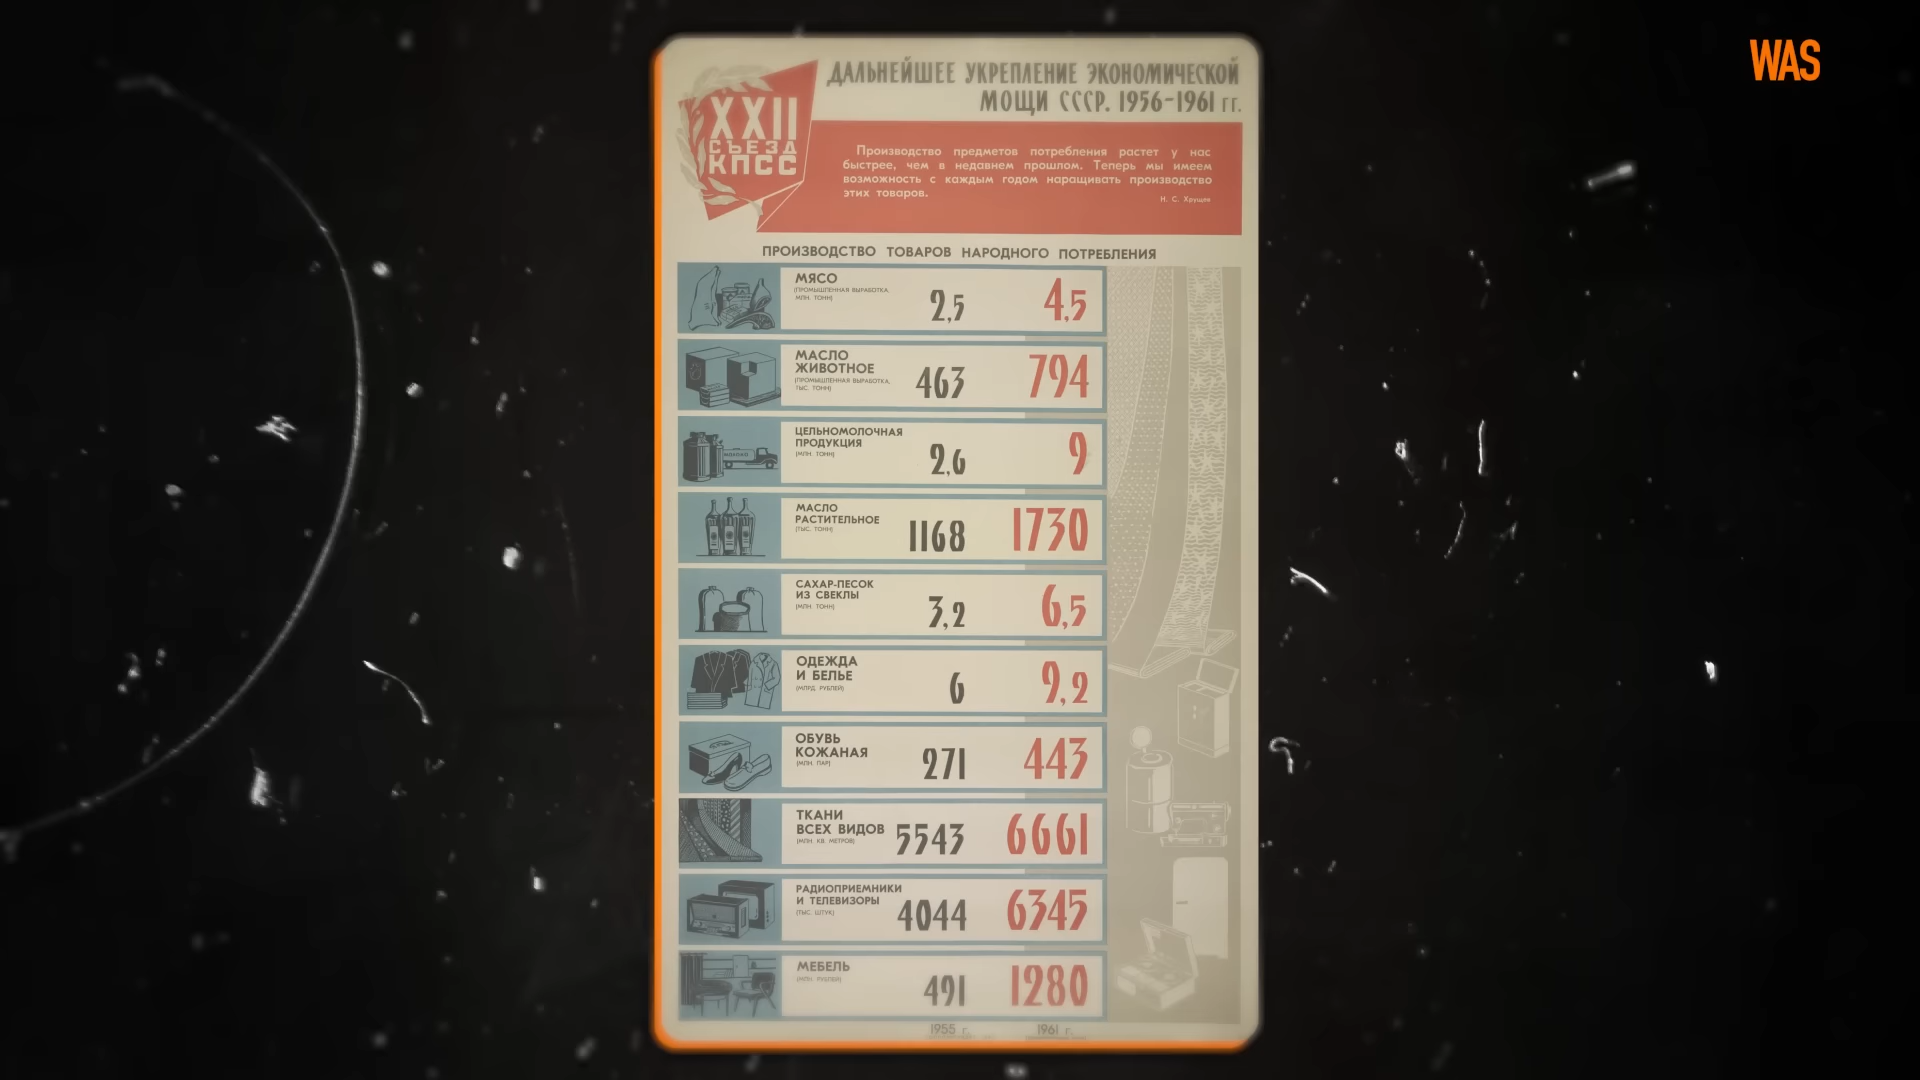 WAS
ДАЛЬНЕЙШЕЕ УКРЕПЛЕНИЕ ЭКОНОМИЧЕСКОЙ
МОЩИ СССР. 1956-1961 гг.
XXII
СЪЕЗД
КПСС
Производство предметов потребления растет у нас
быстрее, чем в недавнем прошлом. Теперь мы имеем
возможность с каждым годом наращивать производство
этих товаров.
Н. С. Хрущев
ПРОИЗВОДСТВО ТОВАРОВ НАРОДНОГО ПОТРЕБЛЕНИЯ
МЯСО
(ПРОМЫШЛЕННАЯ ВЫРАБОТКА,
МЛН. ТОНН)
2,5 4,5
МАСЛО
ЖИВОТНОЕ
(ПРОМЫШЛЕННАЯ ВЫРАБОТКА,
ТЫС. ТОНН)
463 794
МОЛОКО
ЦЕЛЬНОМОЛОЧНАЯ
ПРОДУКЦИЯ
(МЛН. ТОНН)
2,6 9
МАСЛО
РАСТИТЕЛЬНОЕ
(ТЫС. ТОНН)
1168 1730
САХАР-ПЕСОК
ИЗ СВЕКЛЫ
(МЛН. ТОНН)
3,2 6,5
ОДЕЖДА
И БЕЛЬЕ
(МЛРД. РУБЛЕЙ)
6 9,2
ОБУВЬ
КОЖАНАЯ
(МЛН. ПАР)
271 443
ТКАНИ
ВСЕХ ВИДОВ
(МЛН. КВ. МЕТРОВ)
5543 6661
РАДИОПРИЕМНИКИ
И ТЕЛЕВИЗОРЫ
(ТЫС. ШТУК)
4044 6345
МЕБЕЛЬ
(МЛН. РУБЛЕЙ)
491 1280
1955 г. 1961 г.